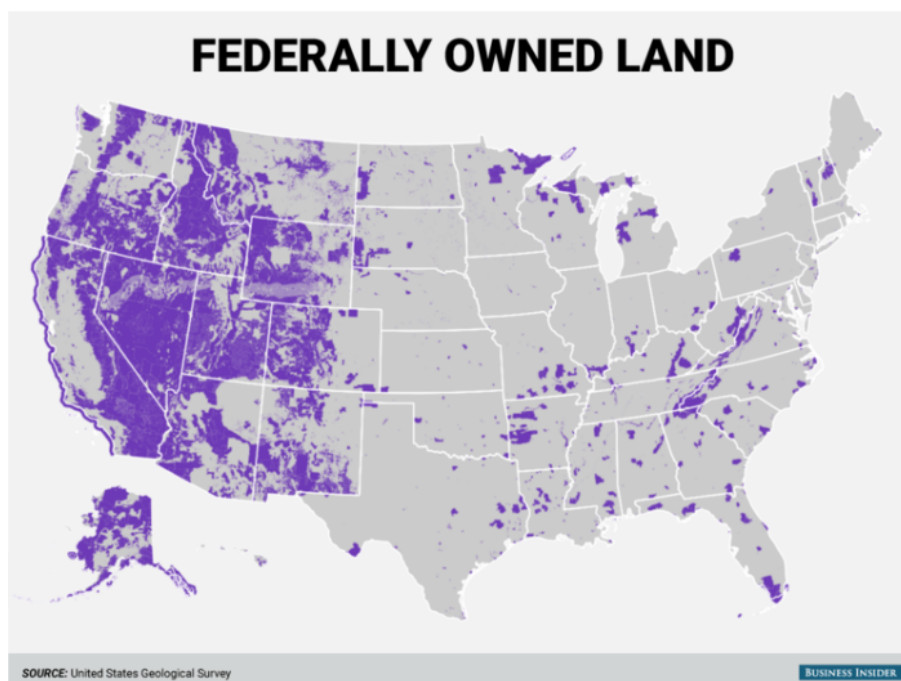 FEDERALLY OWNED LAND
SOURCE: United States Geological Survey
BUSINESS INSIDER